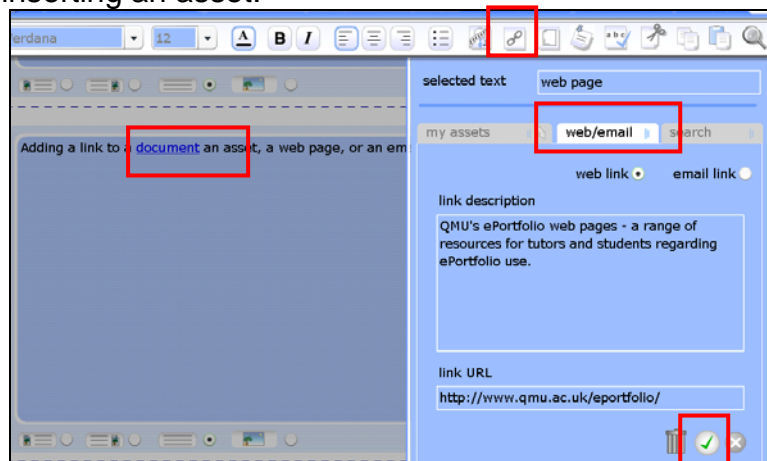 inserting an asset.
erdana 12 A B I abc
selected text web page
my assets web/email search
Adding a link to a document an asset, a web page, or an em
web link email link
link description
QMU's ePortfolio web pages - a range of
resources for tutors and students regarding
ePortfolio use.
link URL
http://www.qmu.ac.uk/eportfolio/